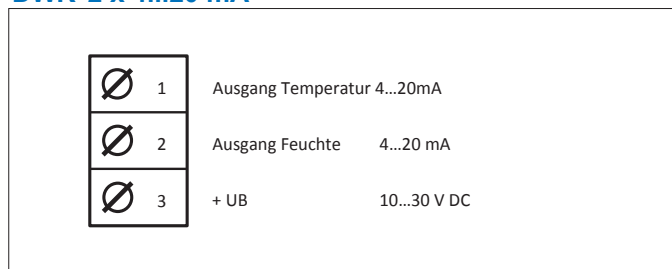 1 Ausgang Temperatur 4...20mA
2 Ausgang Feuchte 4...20 mA
3 + UB 10...30 V DC